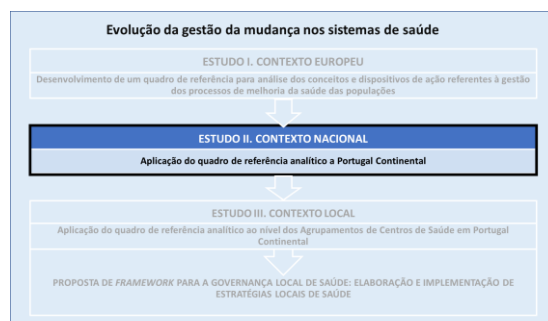 Evolução da gestão da mudança nos sistemas de saúde
ESTUDO I. CONTEXTO EUROPEU
Desenvolvimento de um quadro de referência para análise dos conceitos e dispositivos de ação referentes à gestão
dos processos de melhoria da saúde das populações
ESTUDO II. CONTEXTO NACIONAL
Aplicação do quadro de referência analítico a Portugal Continental
ESTUDO III. CONTEXTO LOCAL
Aplicação do quadro de referência analítico ao nível dos Agrupamentos de Centros de Saúde em Portugal
Continental
PROPOSTA DE FRAMEWORK PARA A GOVERNANÇA LOCAL DE SAÚDE: ELABORAÇÃO E IMPLEMENTAÇÃO DE
ESTRATÉGIAS LOCAIS DE SAÚDE